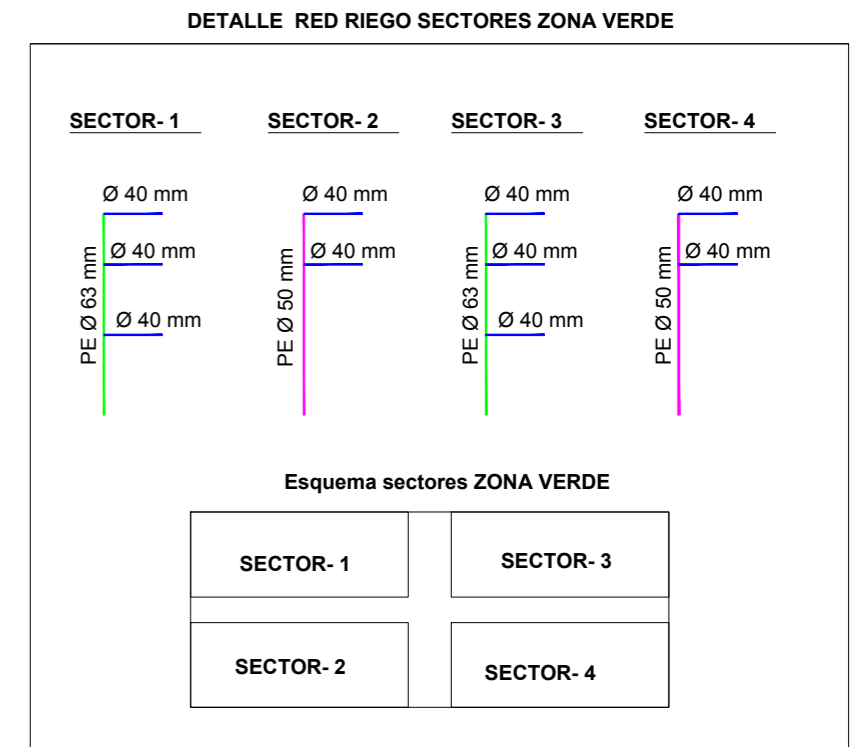 DETALLE RED RIEGO SECTORES ZONA VERDE
SECTOR- 1
SECTOR- 2
SECTOR- 3
SECTOR- 4
Ø 40 mm
Ø 40 mm
Ø 40 mm
PE Ø 63 mm
Ø 40 mm
Ø 40 mm
PE Ø 50 mm
Ø 40 mm
Ø 40 mm
Ø 40 mm
PE Ø 63 mm
Ø 40 mm
Ø 40 mm
PE Ø 50 mm
Esquema sectores ZONA VERDE
SECTOR- 1
SECTOR- 3
SECTOR- 2
SECTOR- 4